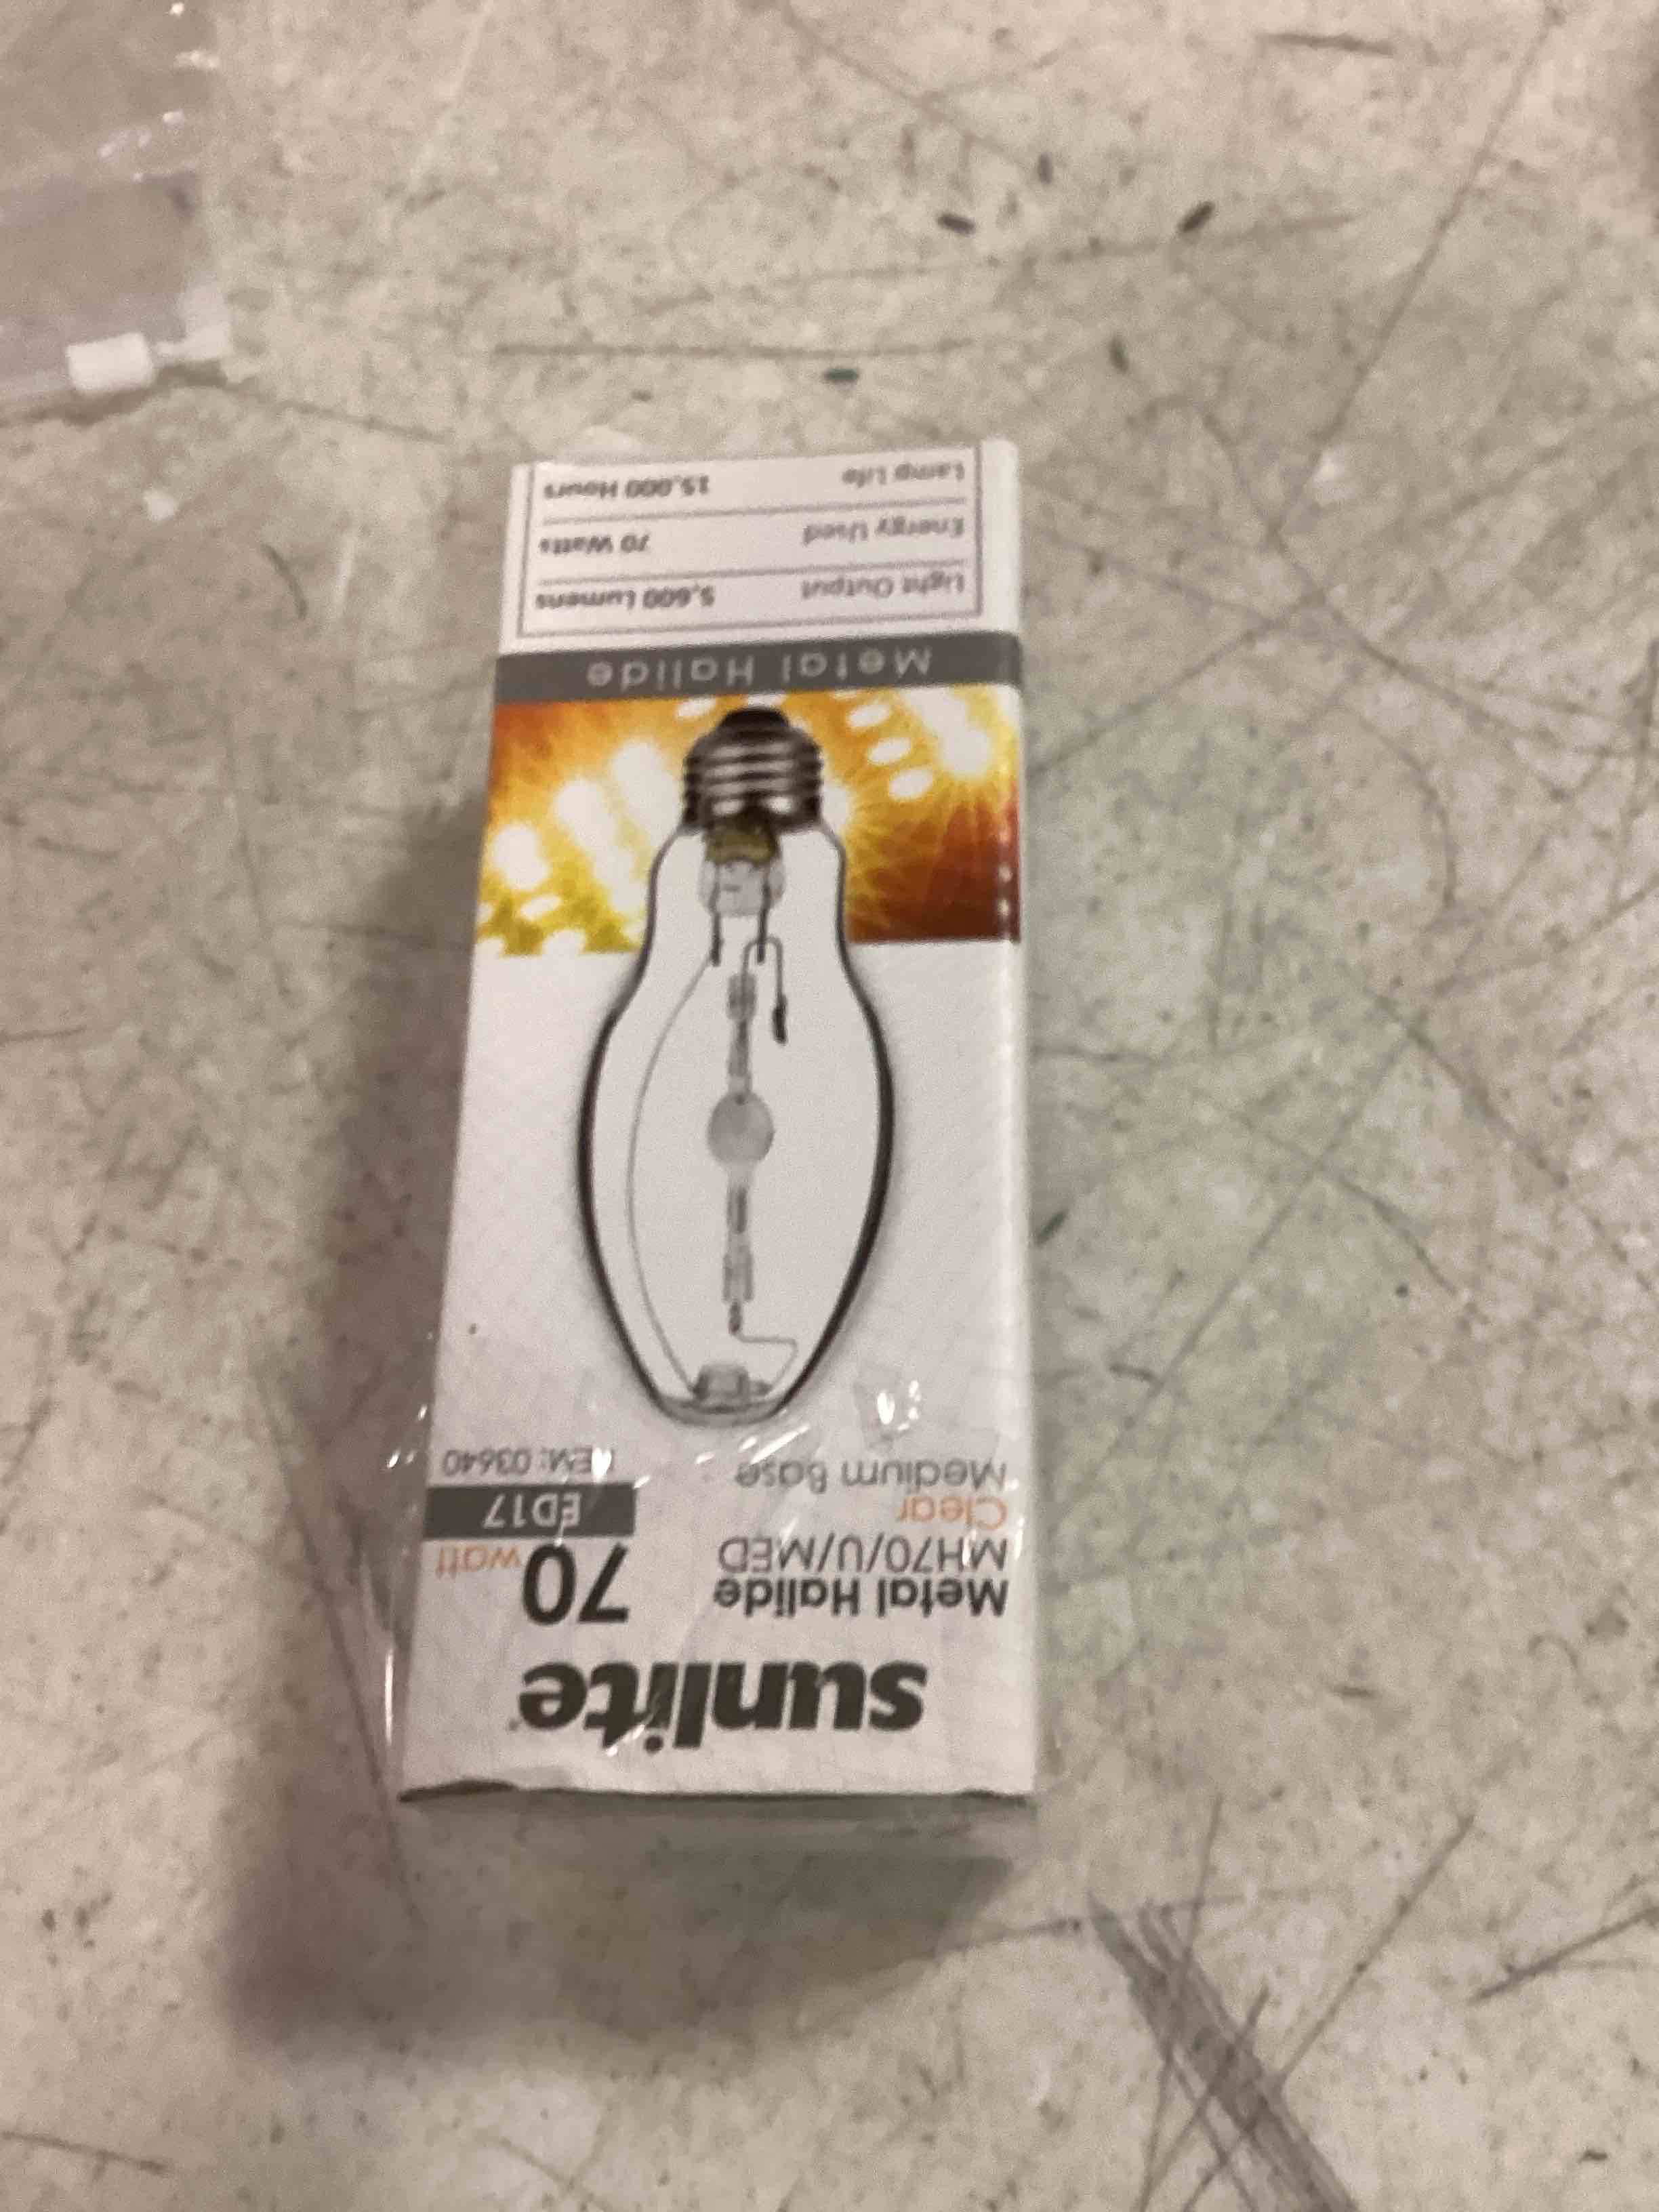 sunlite
Metal Halide
MH70/U/MED
Clear
Medium Base
70 watt
ED17
EM: 03640
Metal Halide
Light Output 5,600 Lumens
Energy Used 70 Watts
Lamp Life 15,000 Hours